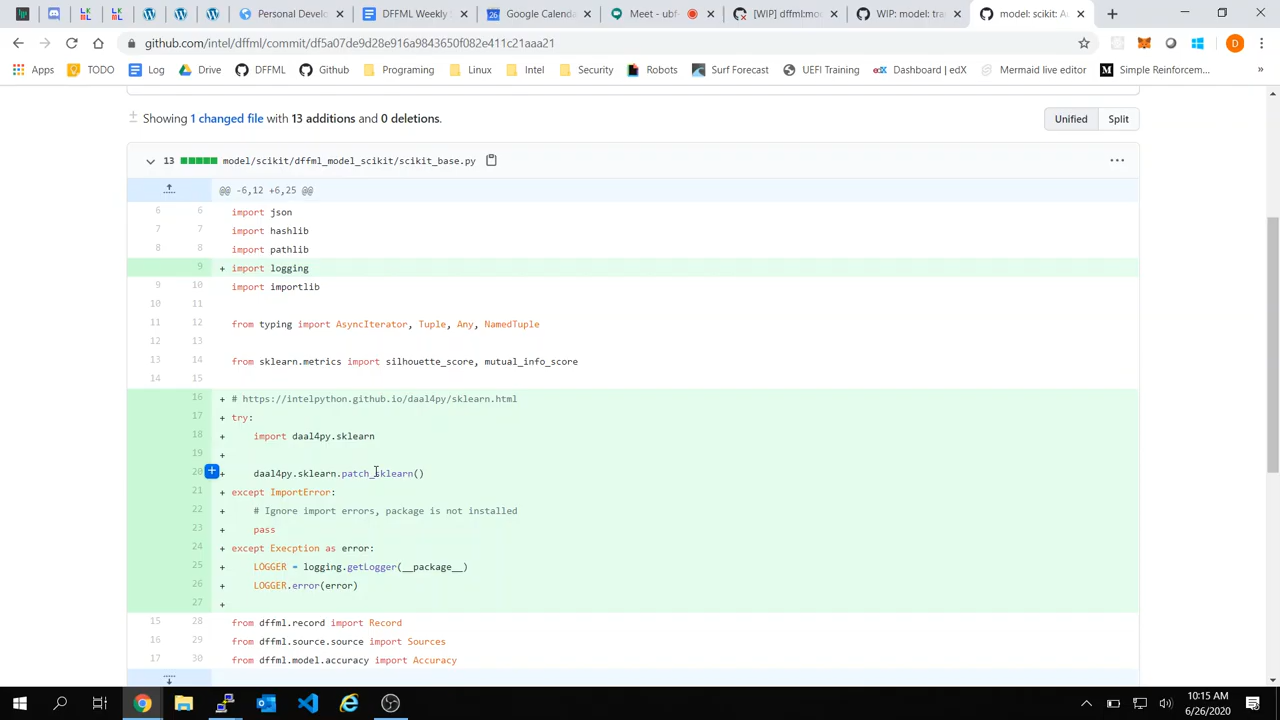 Personal Devel
DFFML Weekly
Google Calenda
Meet - ubf-
[WIP] dffml:mo
WIP: model: tra
model: scikit: A
github.com/intel/dffml/commit/df5a07de9d28e916a9843650f082e411c21aaa21
D
Apps
TODO
Log
Drive
DFFML
Github
Programing
Linux
Intel
Security
Robots
Surf Forecast
UEFI Training
Dashboard | edX
Mermaid live editor
Simple Reinforcem...
Showing 1 changed file with 13 additions and 0 deletions.
Unified
Split
13 model/scikit/dffml_model_scikit/scikit_base.py
@@ -6,12 +6,25 @@
6 6 import json
7 7 import hashlib
8 8 import pathlib
9 + import logging
9 10 import importlib
10 11
11 12 from typing import AsyncIterator, Tuple, Any, NamedTuple
12 13
13 14 from sklearn.metrics import silhouette_score, mutual_info_score
14 15
16 + # https://intelpython.github.io/daal4py/sklearn.html
17 + try:
18 + import daal4py.sklearn
19 +
20 + daal4py.sklearn.patch_sklearn()
21 + except ImportError:
22 + # Ignore import errors, package is not installed
23 + pass
24 + except Execption as error:
25 + LOGGER = logging.getLogger(__package__)
26 + LOGGER.error(error)
27 +
15 28 from dffml.record import Record
16 29 from dffml.source.source import Sources
17 30 from dffml.model.accuracy import Accuracy
10:15 AM
6/26/2020